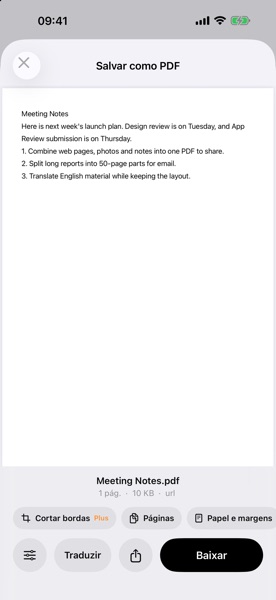 09:41
Salvar como PDF
Meeting Notes
Here is next week's launch plan. Design review is on Tuesday, and App
Review submission is on Thursday.
1. Combine web pages, photos and notes into one PDF to share.
2. Split long reports into 50-page parts for email.
3. Translate English material while keeping the layout.
Meeting Notes.pdf
1 pág. · 10 KB · url
Cortar bordas Plus
Páginas
Papel e margens
Traduzir
Baixar